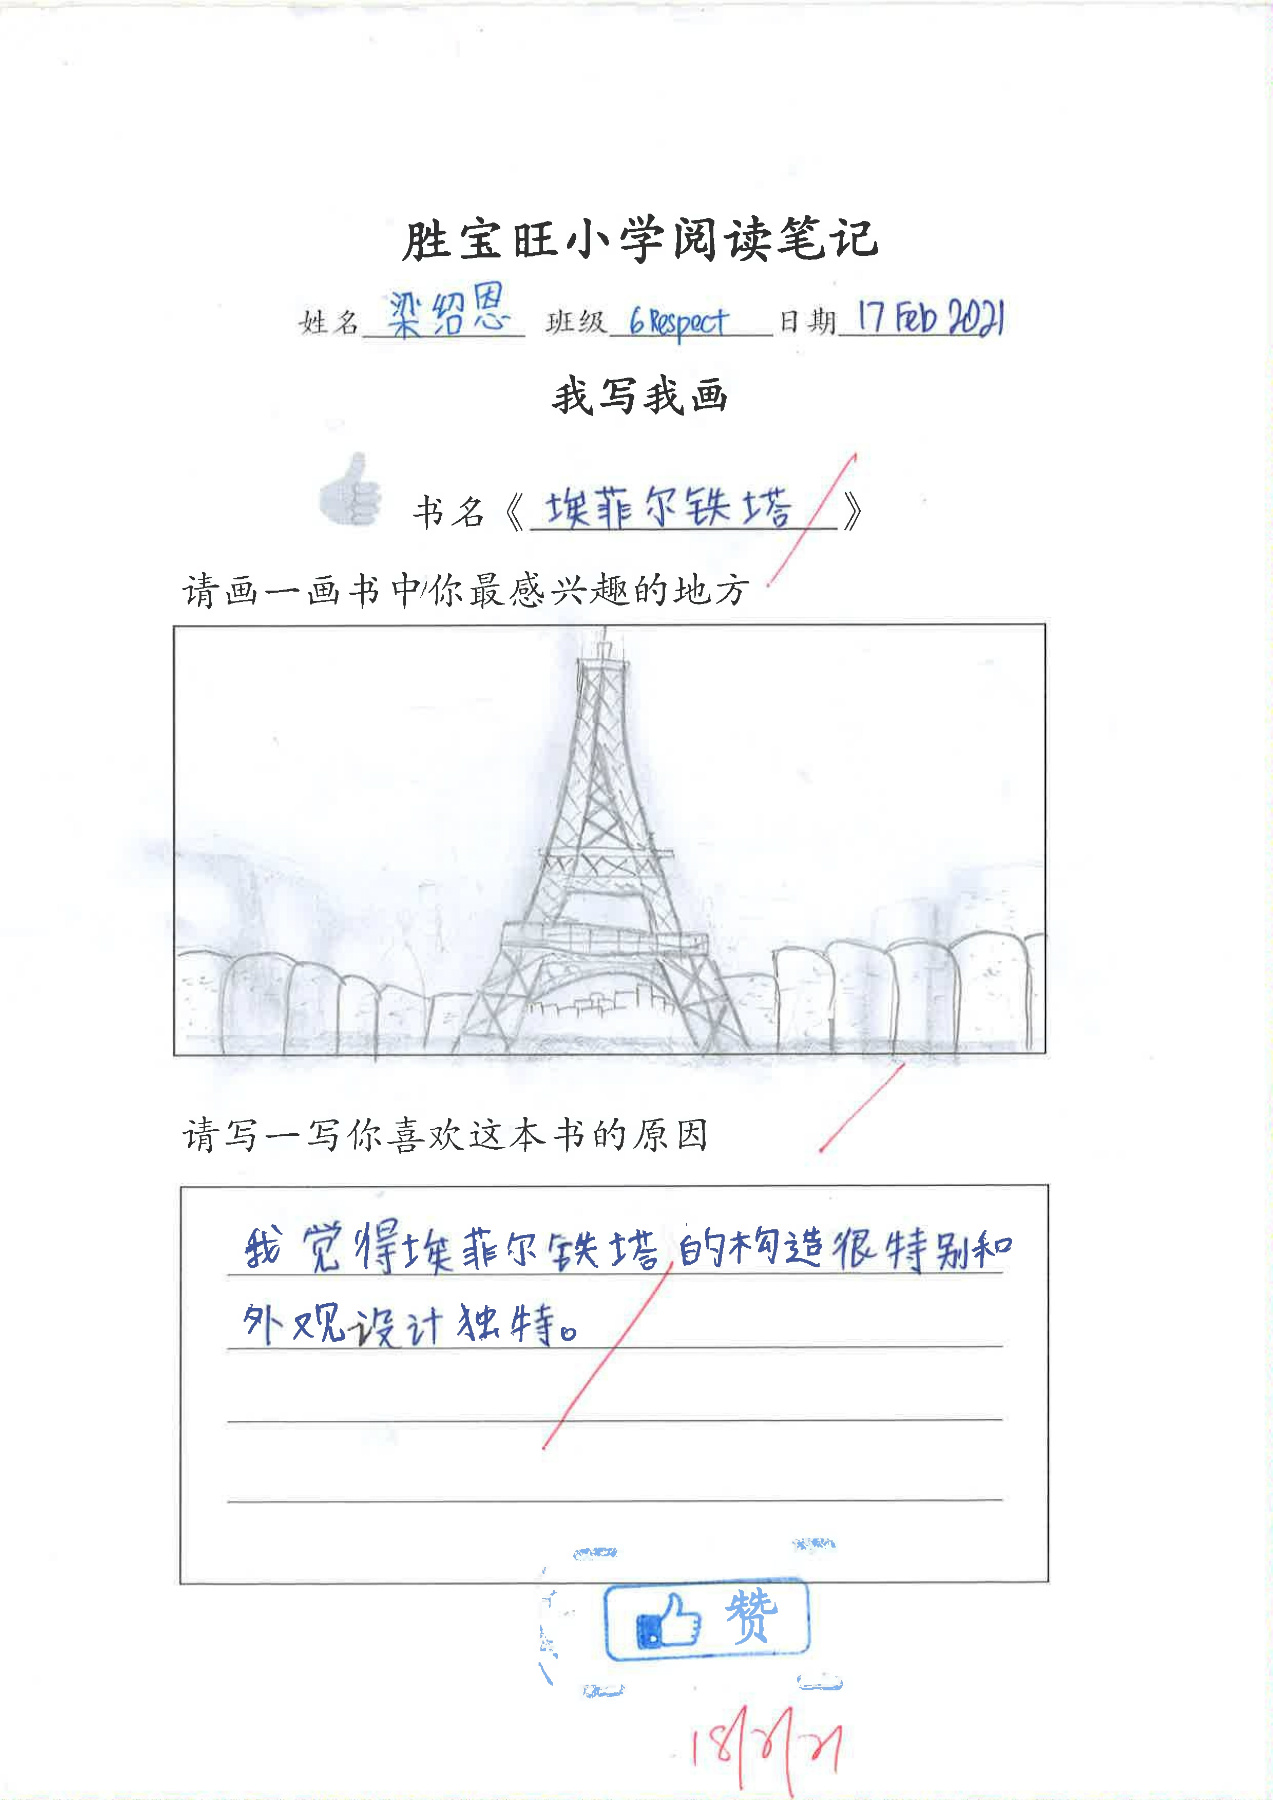 胜宝旺小学阅读笔记
姓名 梁绍恩 班级 6 Respect 日期 17 Feb 2021
我写我画
书名《 埃菲尔铁塔 》
请画一画书中你最感兴趣的地方
请写一写你喜欢这本书的原因
我觉得埃菲尔铁塔的构造很特别和
外观设计独特。
赞
18/2/21